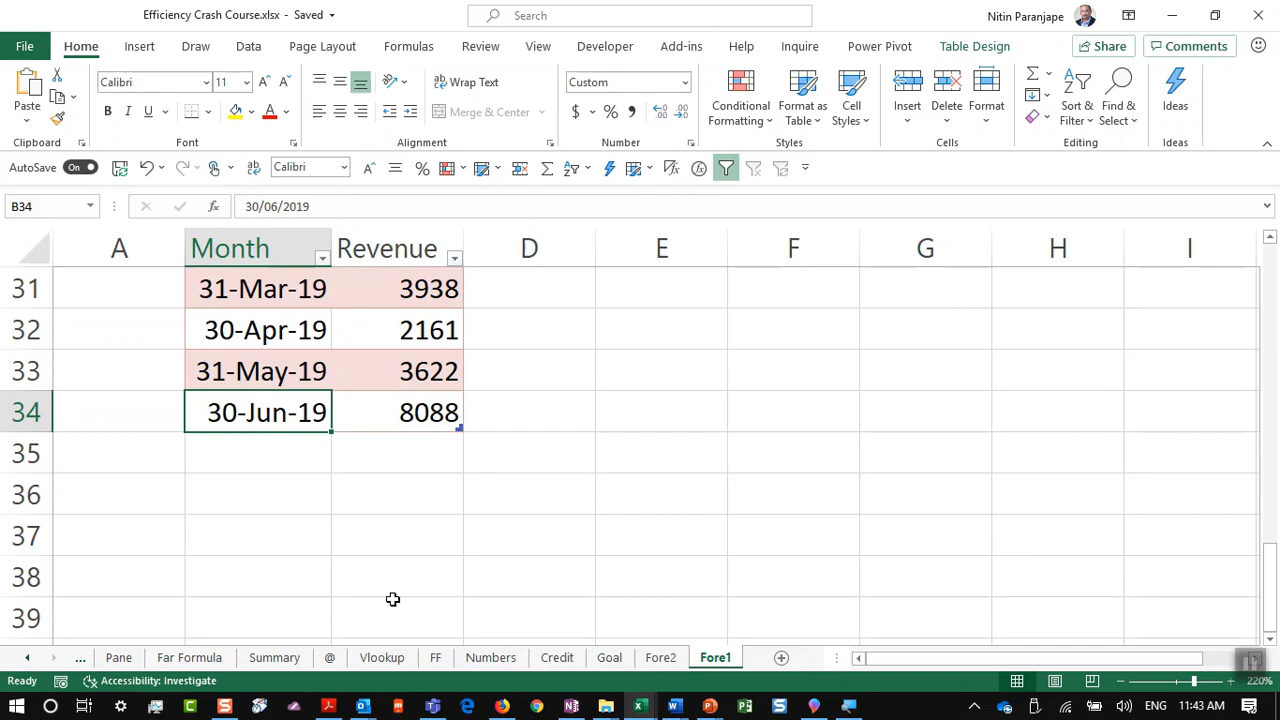 Efficiency Crash Course.xlsx - Saved
Search
Nitin Paranjape
File
Home
Insert
Draw
Data
Page Layout
Formulas
Review
View
Developer
Add-ins
Help
Inquire
Power Pivot
Table Design
Share
Comments
Paste
Clipboard
Calibri
11
B I U
Font
Wrap Text
Merge & Center
Alignment
Custom
$ % ,
Number
Conditional
Formatting
Format as
Table
Cell
Styles
Styles
Insert
Delete
Format
Cells
Sort &
Filter
Find &
Select
Editing
Ideas
Ideas
AutoSave
On
Calibri
B34
30/06/2019
A Month Revenue D E F G H I
31 31-Mar-19 3938
32 30-Apr-19 2161
33 31-May-19 3622
34 30-Jun-19 8088
35
36
37
38
39
... Pane Far Formula Summary @ Vlookup FF Numbers Credit Goal Fore2 Fore1
Accessibility: Investigate
220%
ENG 11:43 AM